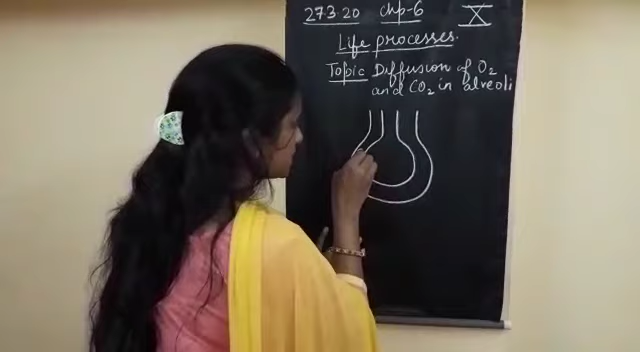 27.3.20 chp-6 X
Life processes.
Topic Diffusion of O₂
and CO₂ in alveoli